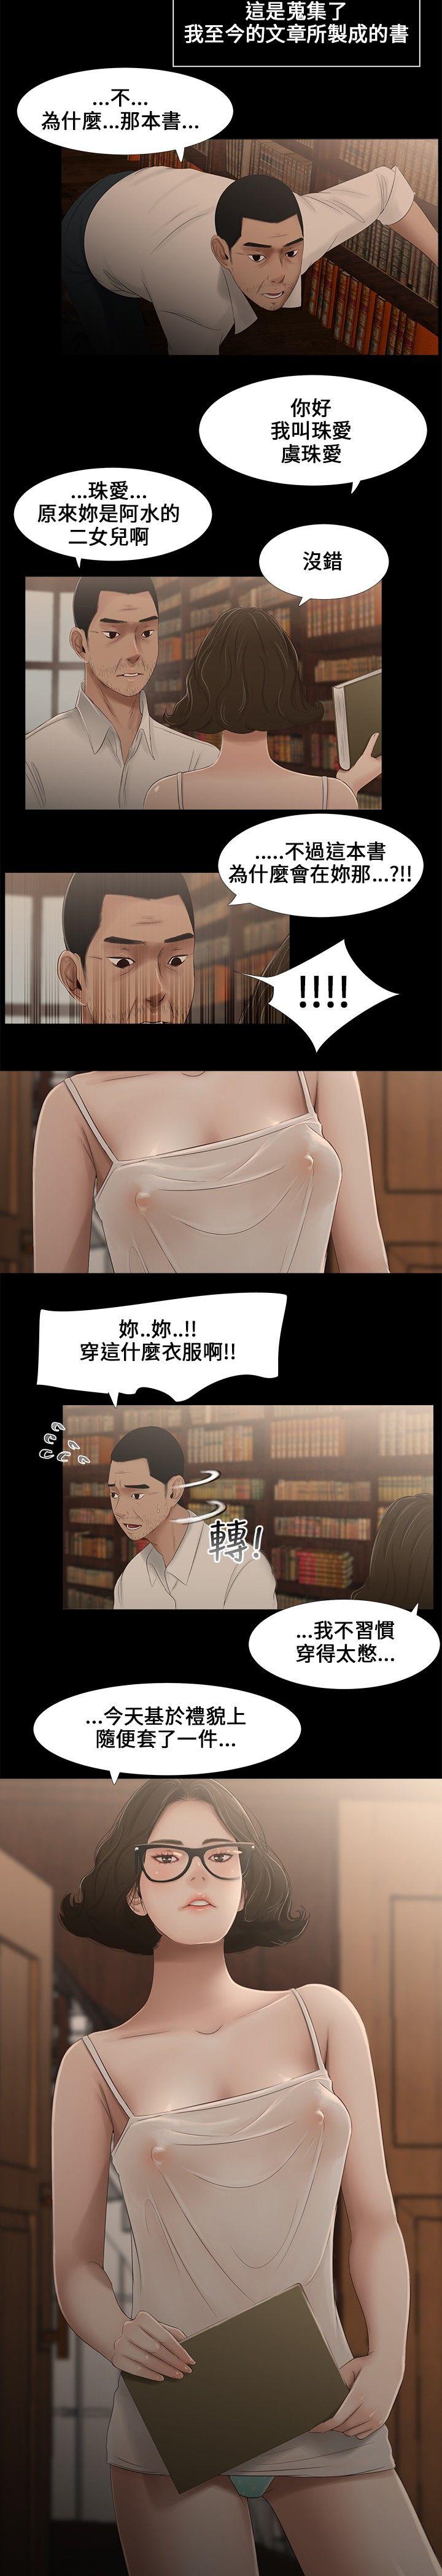 這是蒐集了
我至今的文章所製成的書
...不...
為什麼...那本書...
你好
我叫珠愛
虞珠愛
...珠愛...
原來妳是阿水的
二女兒啊
沒錯
.....不過這本書
為什麼會在妳那...?!!
!!!!
妳..妳..!!
穿這什麼衣服啊!!
轉!
...我不習慣
穿得太憋...
...今天基於禮貌上
隨便套了一件...